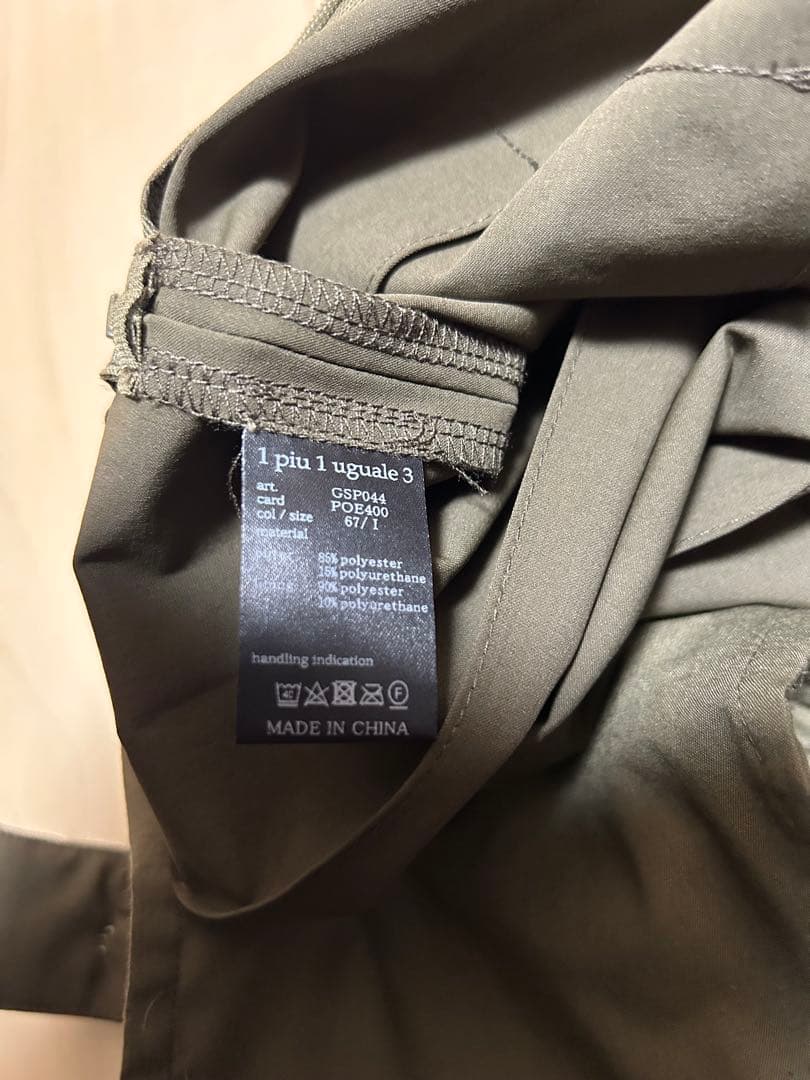 1 piu 1 uguale 3
art. GSP044
card POE400
col / size 67/ I
material
85% polyester
15% polyurethane
90% polyester
10% polyurethane
handling indication
40 F
MADE IN CHINA